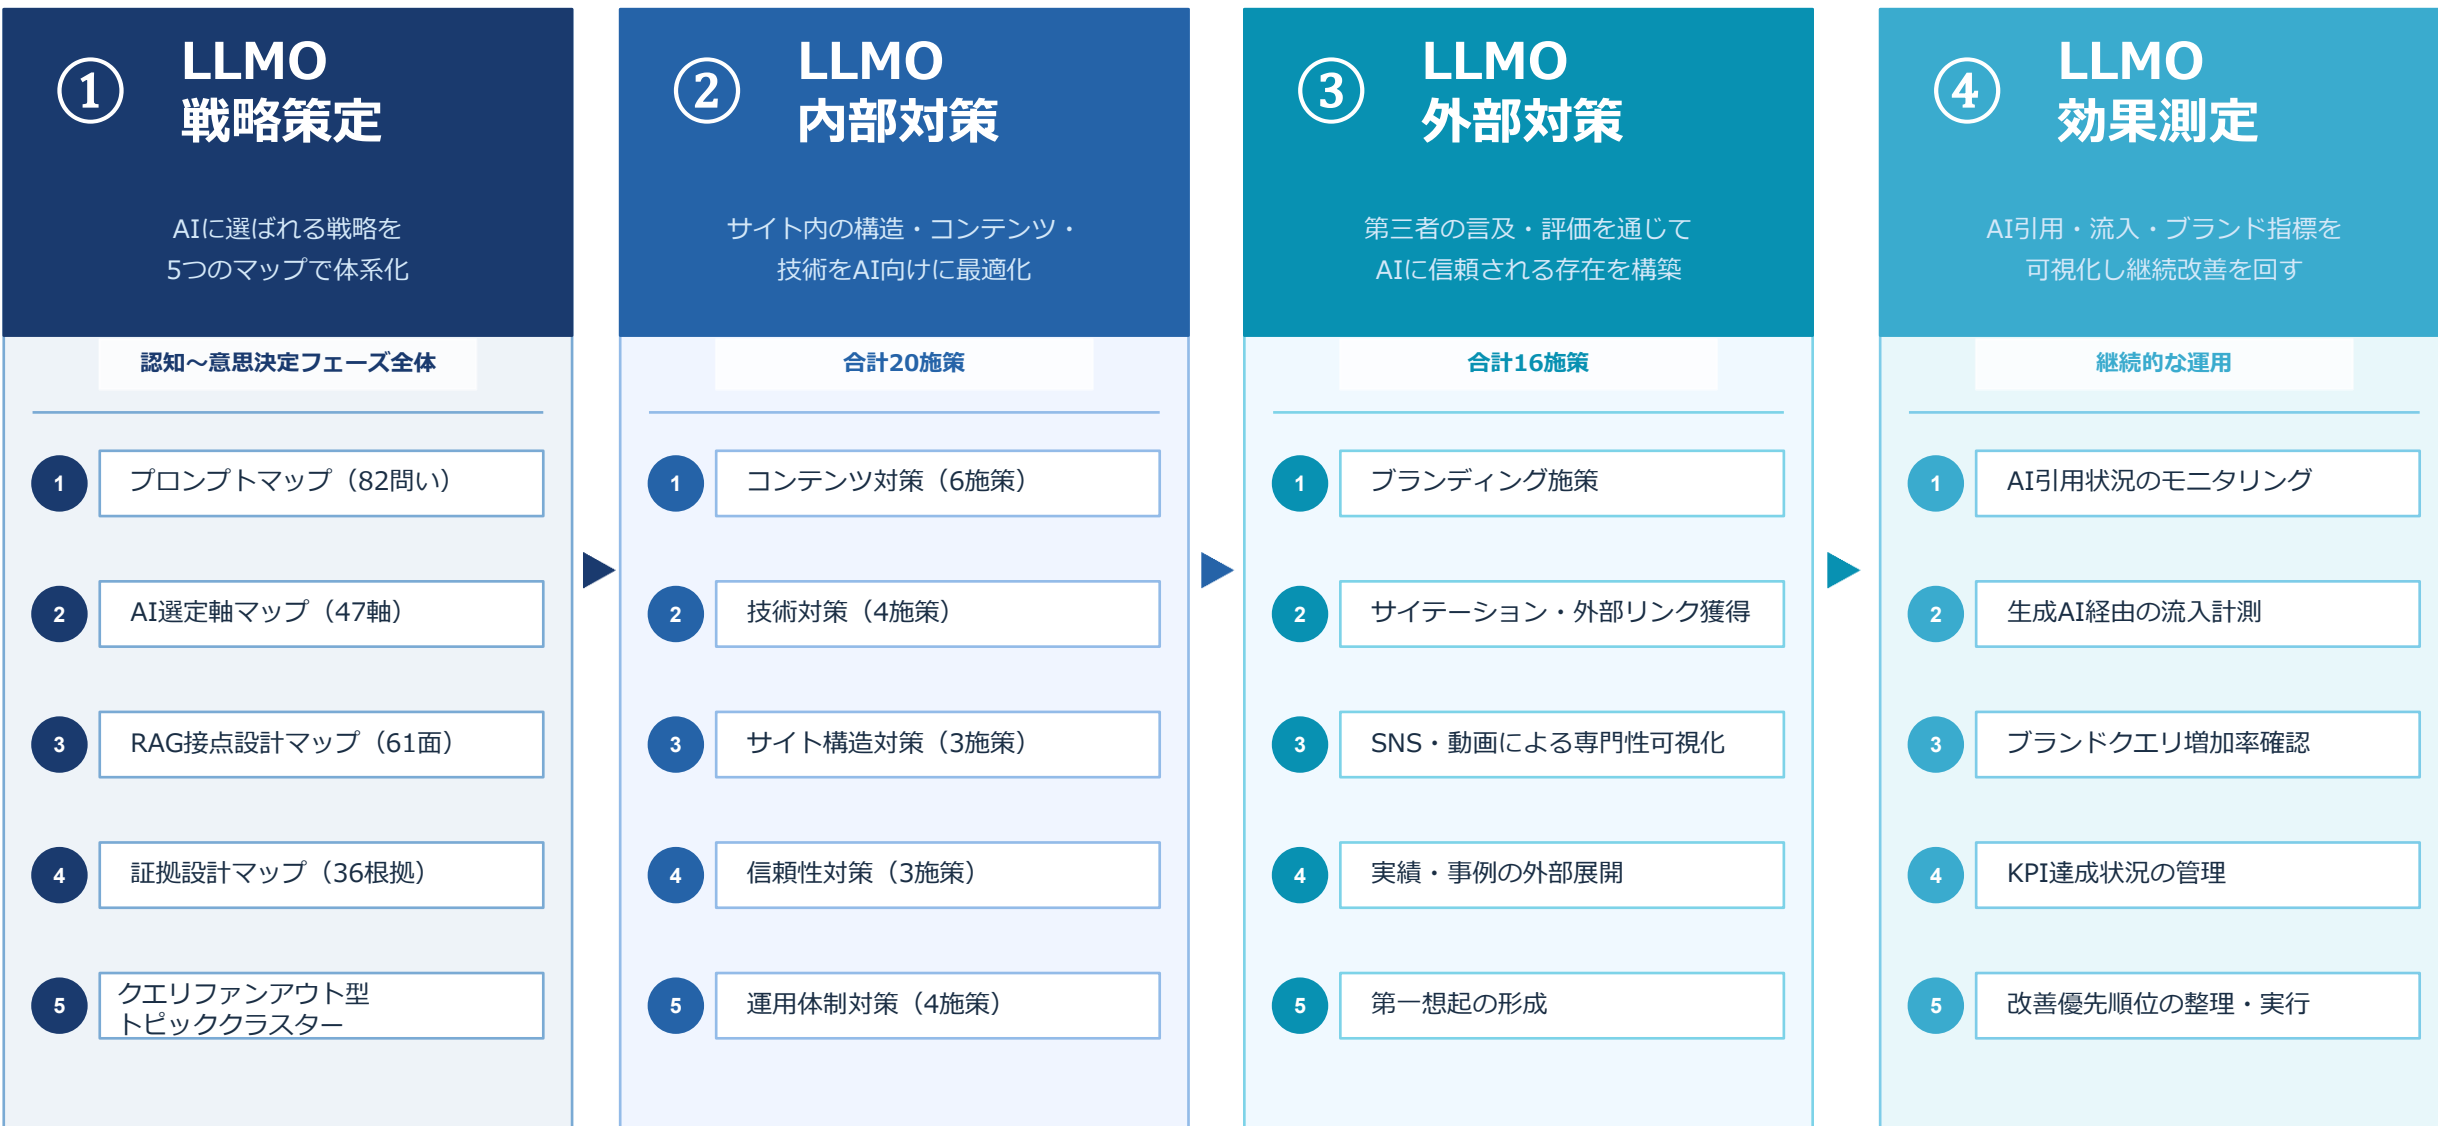 ①
LLMO
戦略策定
AIに選ばれる戦略を
5つのマップで体系化
認知～意思決定フェーズ全体
1
プロンプトマップ（82問い）
2
AI選定軸マップ（47軸）
3
RAG接点設計マップ（61面）
4
証拠設計マップ（36根拠）
5
クエリファンアウト型
トピッククラスター
②
LLMO
内部対策
サイト内の構造・コンテンツ・
技術をAI向けに最適化
合計20施策
1
コンテンツ対策（6施策）
2
技術対策（4施策）
3
サイト構造対策（3施策）
4
信頼性対策（3施策）
5
運用体制対策（4施策）
③
LLMO
外部対策
第三者の言及・評価を通じて
AIに信頼される存在を構築
合計16施策
1
ブランディング施策
2
サイテーション・外部リンク獲得
3
SNS・動画による専門性可視化
4
実績・事例の外部展開
5
第一想起の形成
④
LLMO
効果測定
AI引用・流入・ブランド指標を
可視化し継続改善を回す
継続的な運用
1
AI引用状況のモニタリング
2
生成AI経由の流入計測
3
ブランドクエリ増加率確認
4
KPI達成状況の管理
5
改善優先順位の整理・実行